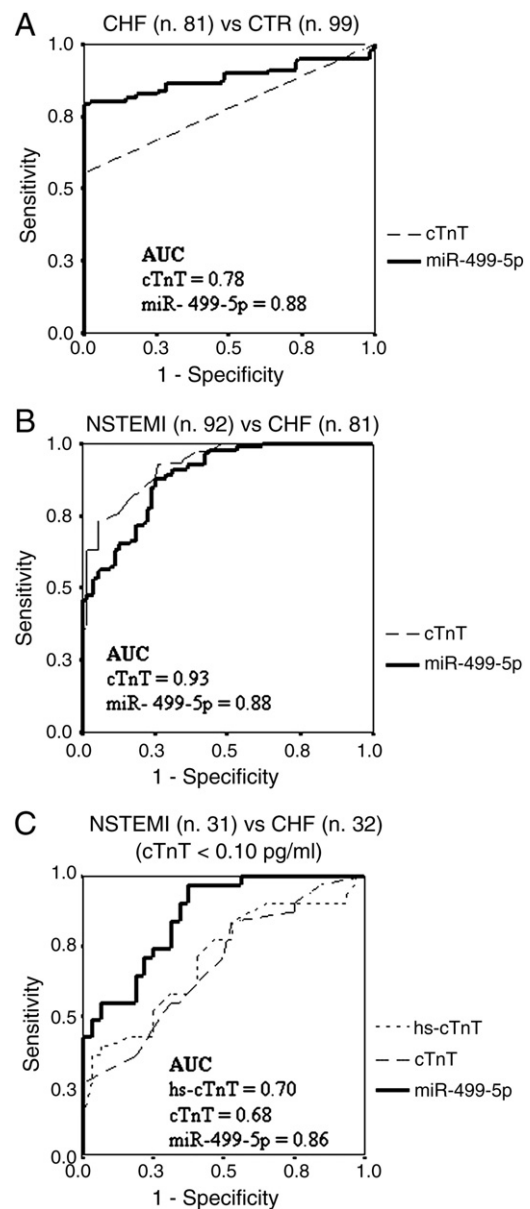 A
CHF (n. 81) vs CTR (n. 99)
1.0
0.8
0.5
0.3
0.0
Sensitivity
AUC
cTnT = 0.78
miR- 499-5p = 0.88
cTnT
miR-499-5p
0.0 0.3 0.5 0.8 1.0
1 - Specificity
B
NSTEMI (n. 92) vs CHF (n. 81)
1.0
0.8
0.5
0.3
0.0
Sensitivity
AUC
cTnT = 0.93
miR- 499-5p = 0.88
cTnT
miR-499-5p
0.0 0.3 0.5 0.8 1.0
1 - Specificity
C
NSTEMI (n. 31) vs CHF (n. 32)
(cTnT < 0.10 pg/ml)
1.0
0.8
0.5
0.3
0.0
Sensitivity
AUC
hs-cTnT = 0.70
cTnT = 0.68
miR-499-5p = 0.86
hs-cTnT
cTnT
miR-499-5p
0.0 0.3 0.5 0.8 1.0
1 - Specificity